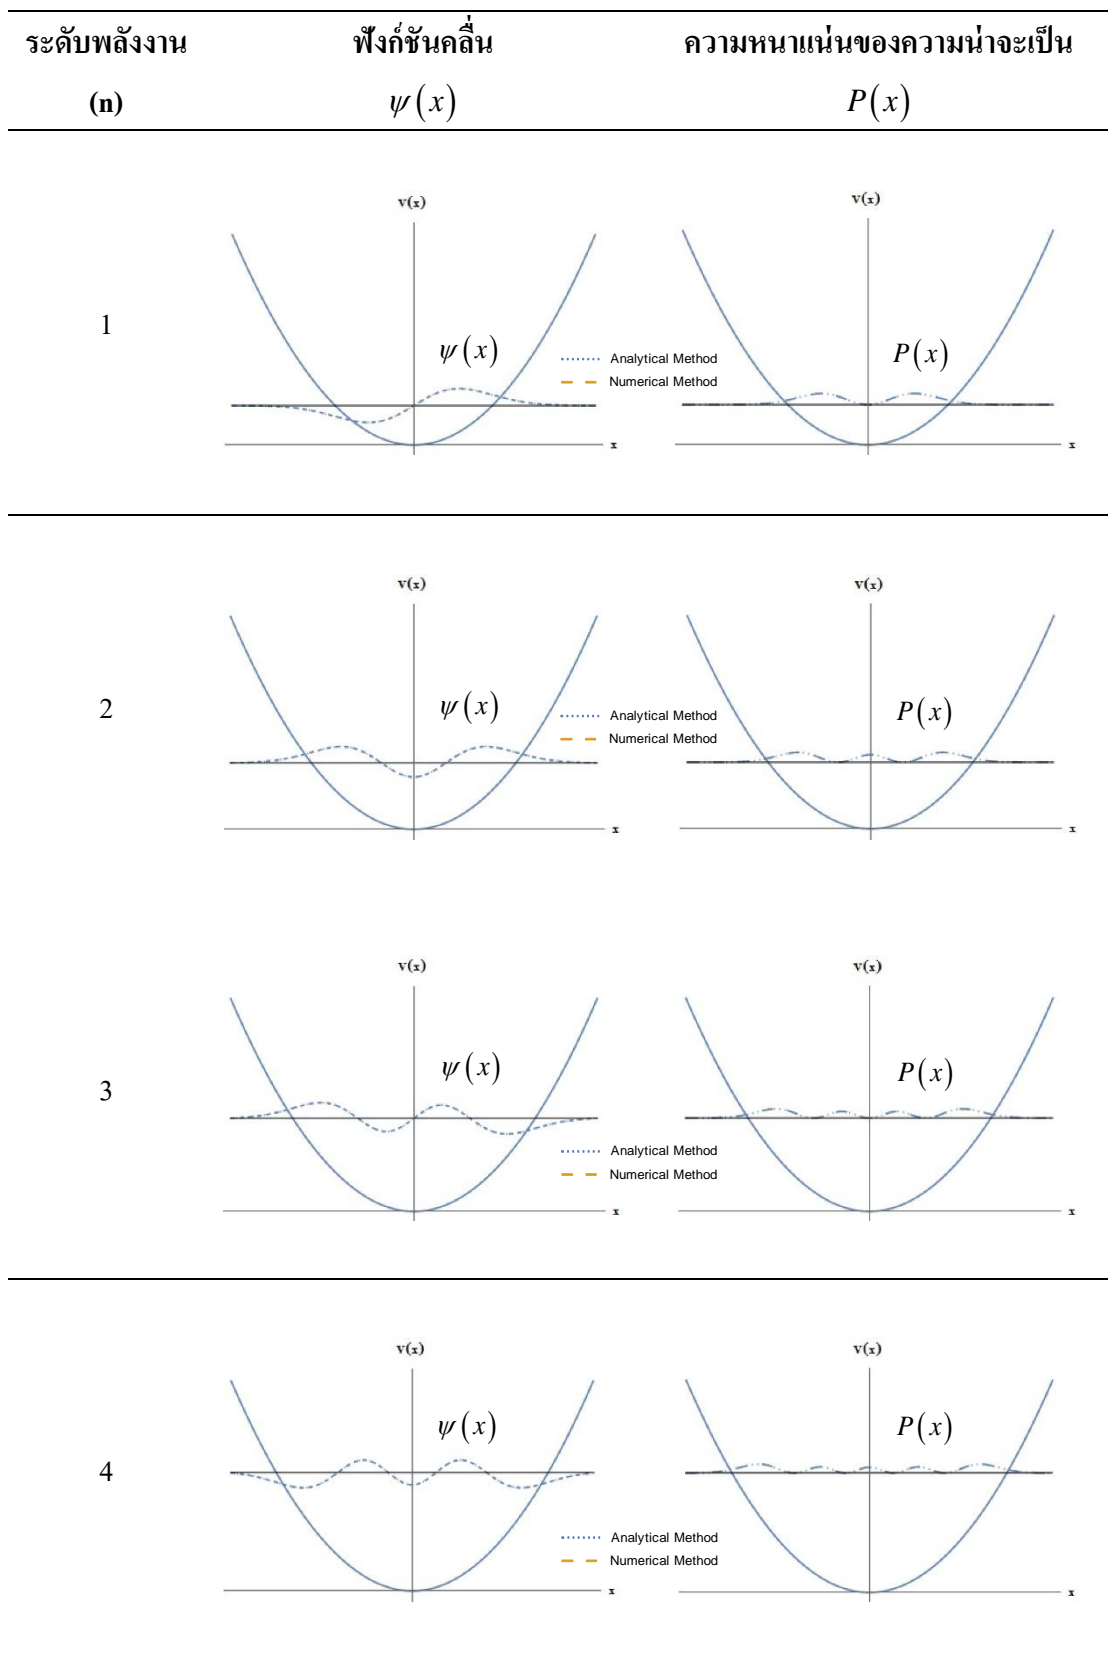 ระดับพลังงาน ฟังก์ชันคลื่น ความหนาแน่นของความน่าจะเป็น
(n) ψ(x) P(x)
v(x) v(x)
1
ψ(x) P(x)
Analytical Method
Numerical Method
x x
v(x) v(x)
2
ψ(x) P(x)
Analytical Method
Numerical Method
x x
v(x) v(x)
3
ψ(x) P(x)
Analytical Method
Numerical Method
x x
v(x) v(x)
4
ψ(x) P(x)
Analytical Method
Numerical Method
x x